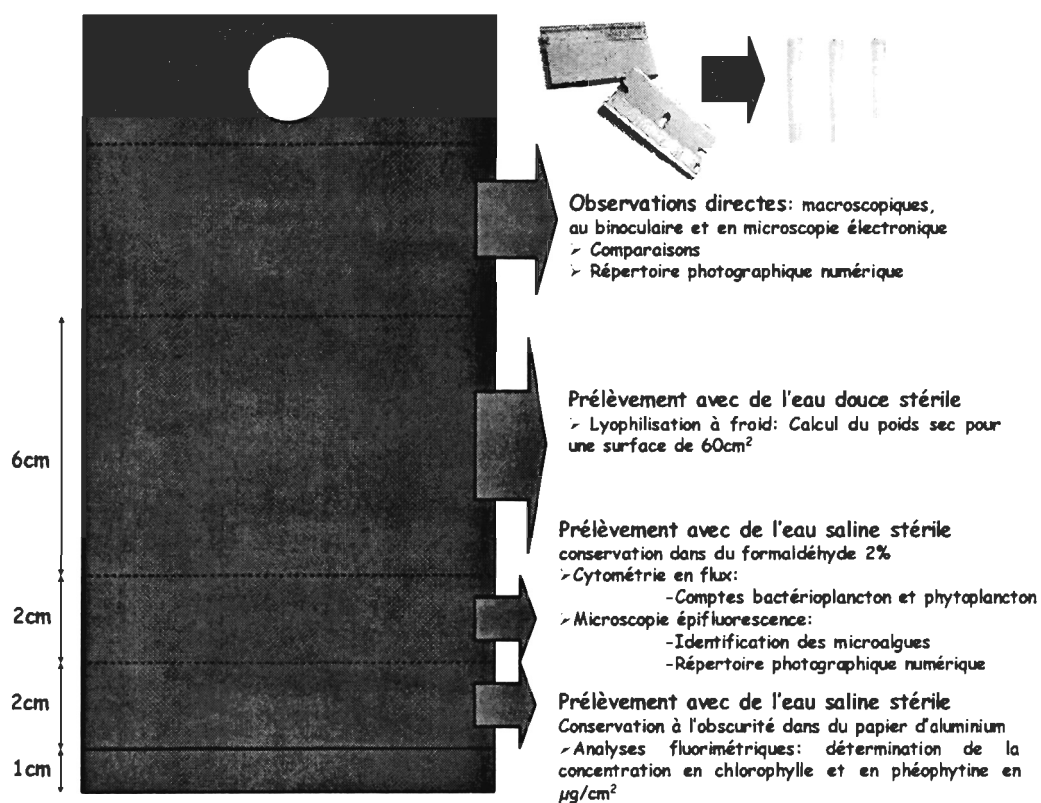 Observations directes: macroscopiques,
au binoculaire et en microscopie électronique
➢ Comparaisons
➢ Répertoire photographique numérique
6cm
Prélèvement avec de l'eau douce stérile
➢ Lyophilisation à froid: Calcul du poids sec pour
une surface de 60cm²
2cm
Prélèvement avec de l'eau saline stérile
conservation dans du formaldéhyde 2%
➢Cytométrie en flux:
-Comptes bactérioplancton et phytoplancton
➢Microscopie épifluorescence:
-Identification des microalgues
-Répertoire photographique numérique
2cm
Prélèvement avec de l'eau saline stérile
Conservation à l'obscurité dans du papier d'aluminium
➢Analyses fluorimétriques: détermination de la
concentration en chlorophylle et en phéophytine en
µg/cm²
1cm